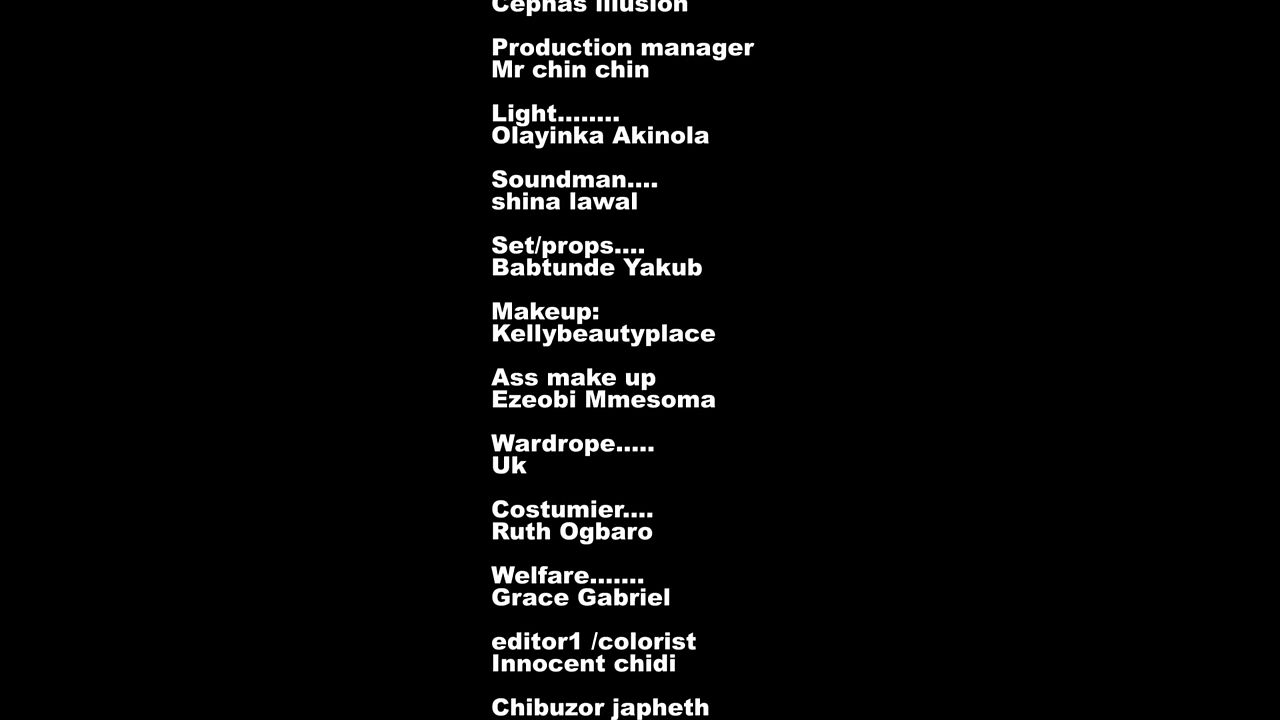 Cephas illusion
Production manager
Mr chin chin
Light........
Olayinka Akinola
Soundman....
shina lawal
Set/props....
Babtunde Yakub
Makeup:
Kellybeautyplace
Ass make up
Ezeobi Mmesoma
Wardrope.....
Uk
Costumier....
Ruth Ogbaro
Welfare.......
Grace Gabriel
editor1 /colorist
Innocent chidi
Chibuzor japheth